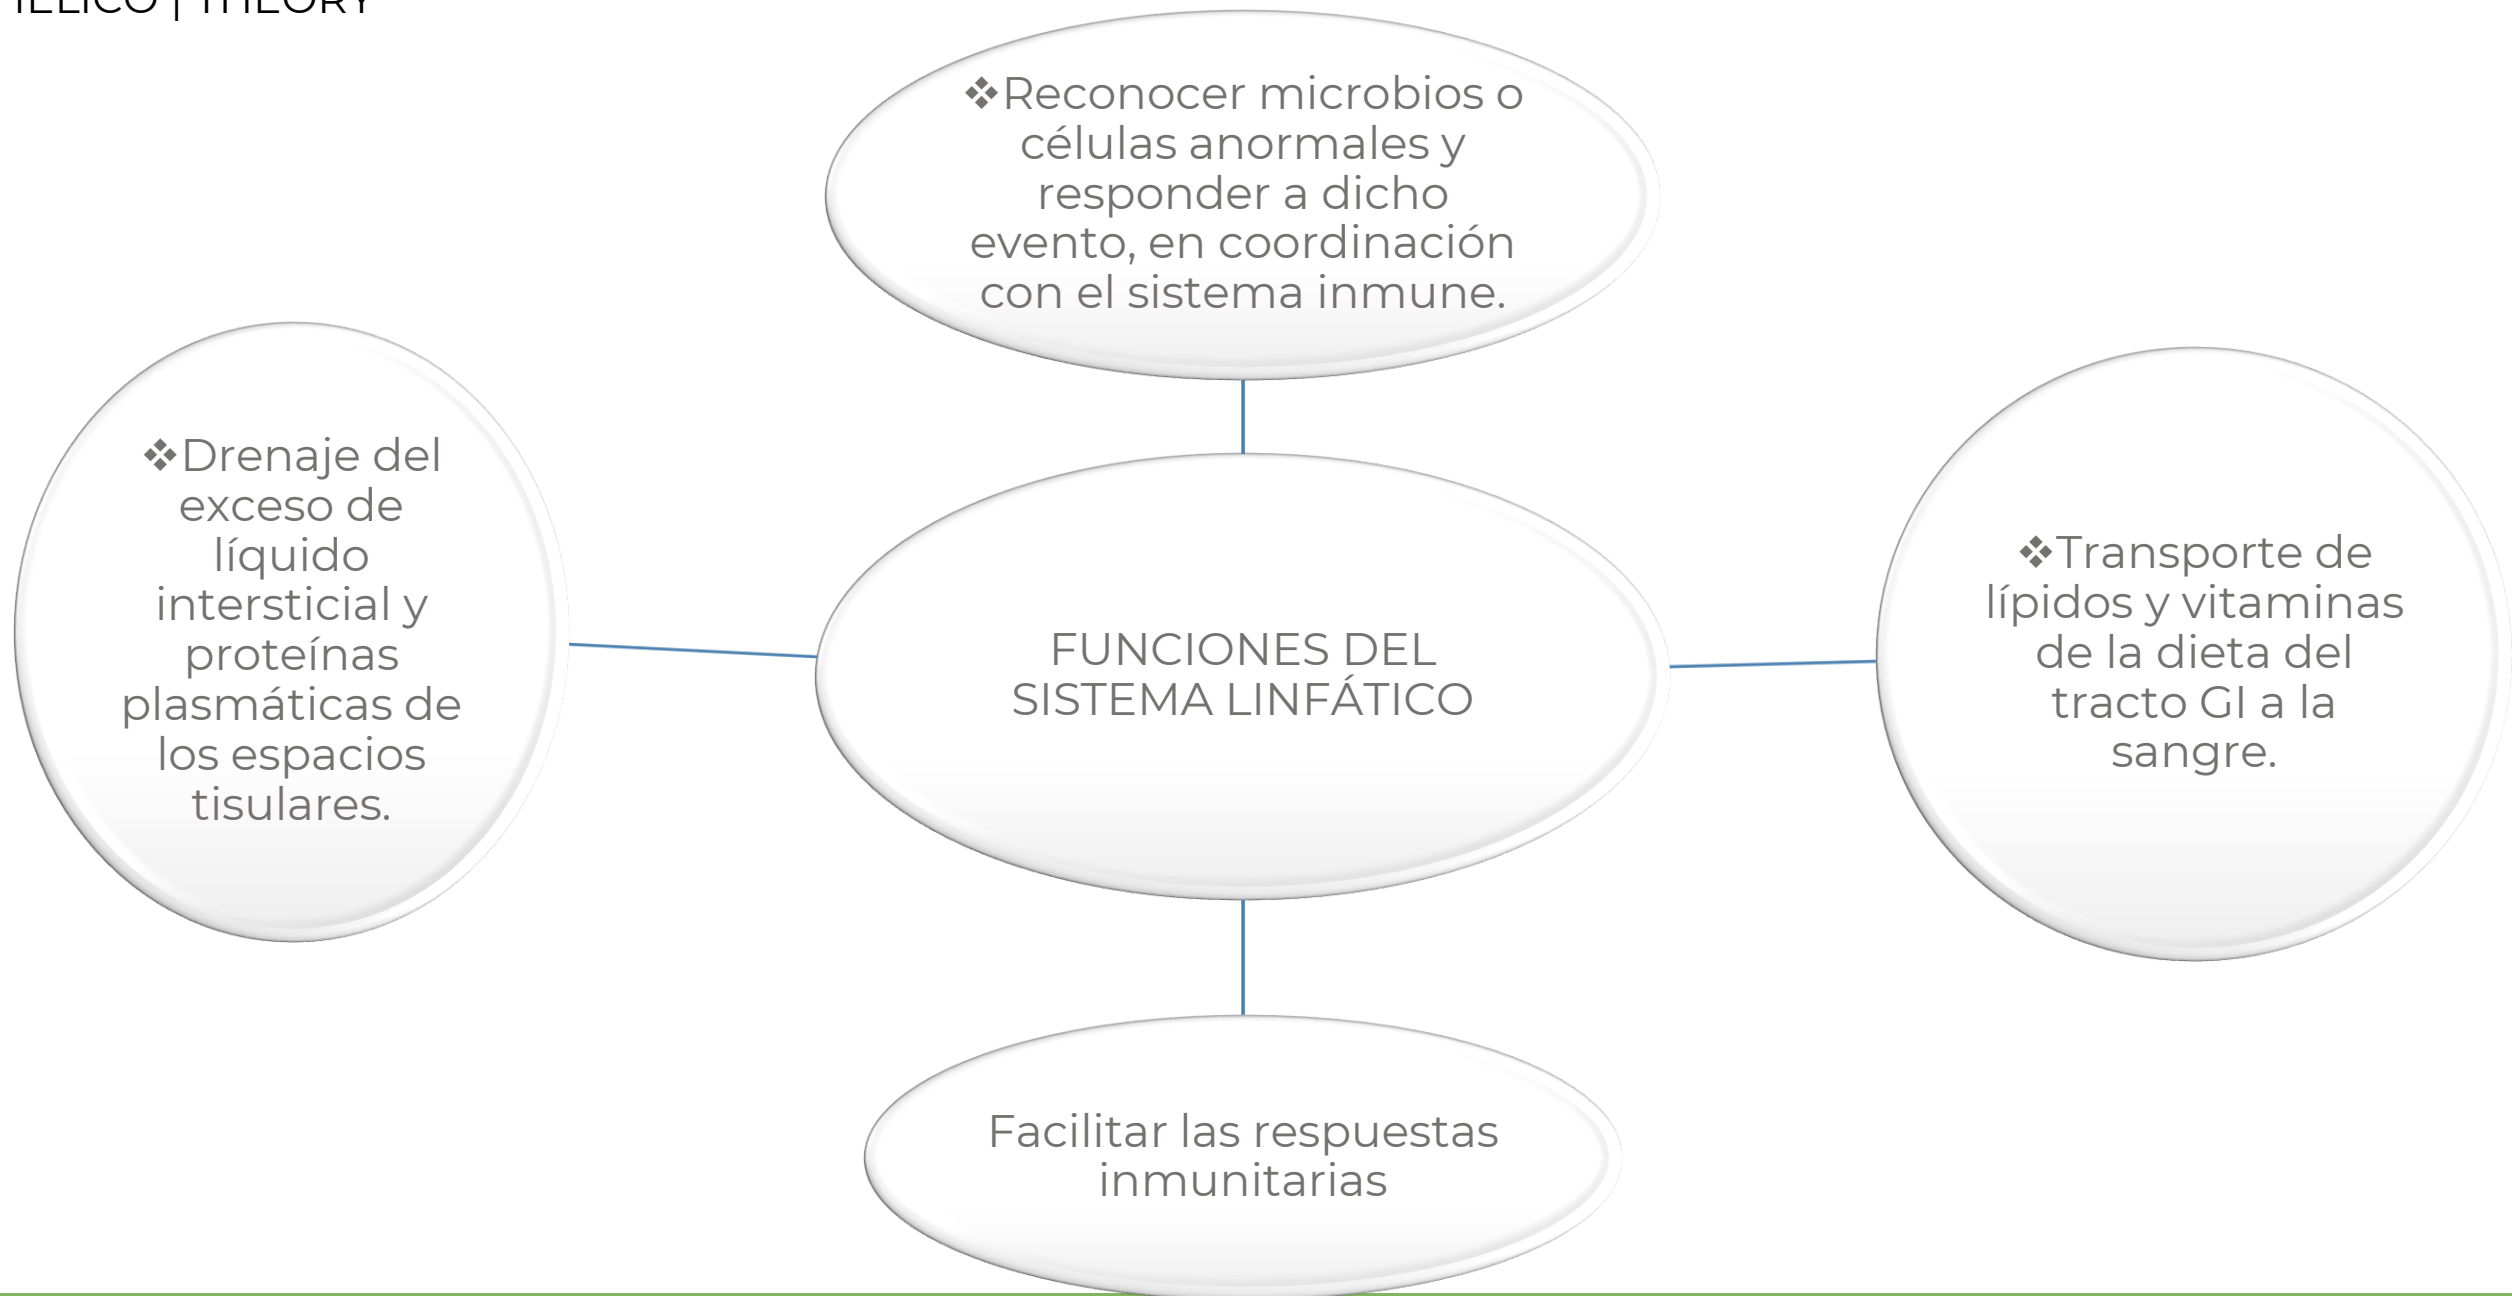 THEORY
❖Reconocer microbios o
células anormales y
responder a dicho
evento, en coordinación
con el sistema inmune.
❖Drenaje del
exceso de
líquido
intersticial y
proteínas
plasmáticas de
los espacios
tisulares.
FUNCIONES DEL
SISTEMA LINFÁTICO
❖Transporte de
lípidos y vitaminas
de la dieta del
tracto GI a la
sangre.
Facilitar las respuestas
inmunitarias